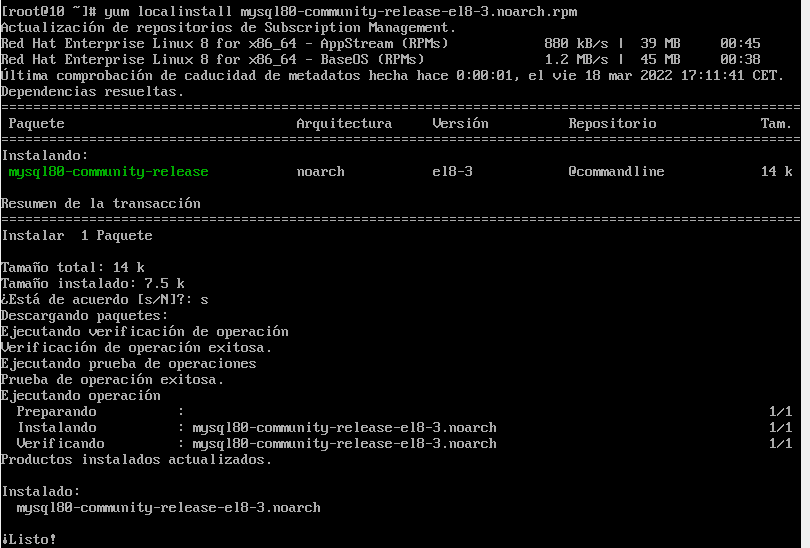 [root@10 ~]# yum localinstall mysql80-community-release-el8-3.noarch.rpm
Actualización de repositorios de Subscription Management.
Red Hat Enterprise Linux 8 for x86_64 - AppStream (RPMs) 880 kB/s | 39 MB 00:45
Red Hat Enterprise Linux 8 for x86_64 - BaseOS (RPMs) 1.2 MB/s | 45 MB 00:38
Última comprobación de caducidad de metadatos hecha hace 0:00:01, el vie 18 mar 2022 17:11:41 CET.
Dependencias resueltas.
================================================================================
Paquete Arquitectura Versión Repositorio Tam.
================================================================================
Instalando:
mysql80-community-release noarch el8-3 @commandline 14 k
Resumen de la transacción
================================================================================
Instalar 1 Paquete
Tamaño total: 14 k
Tamaño instalado: 7.5 k
¿Está de acuerdo [s/N]?: s
Descargando paquetes:
Ejecutando verificación de operación
Verificación de operación exitosa.
Ejecutando prueba de operaciones
Prueba de operación exitosa.
Ejecutando operación
Preparando : 1/1
Instalando : mysql80-community-release-el8-3.noarch 1/1
Verificando : mysql80-community-release-el8-3.noarch 1/1
Productos instalados actualizados.
Instalado:
mysql80-community-release-el8-3.noarch
¡Listo!